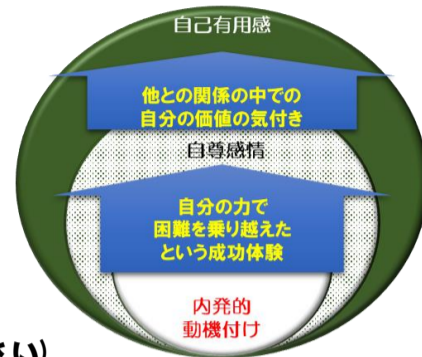 自己有用感
他との関係の中での
自分の価値の気付き
自尊感情
自分の力で
困難を乗り越えた
という成功体験
内発的
動機付け